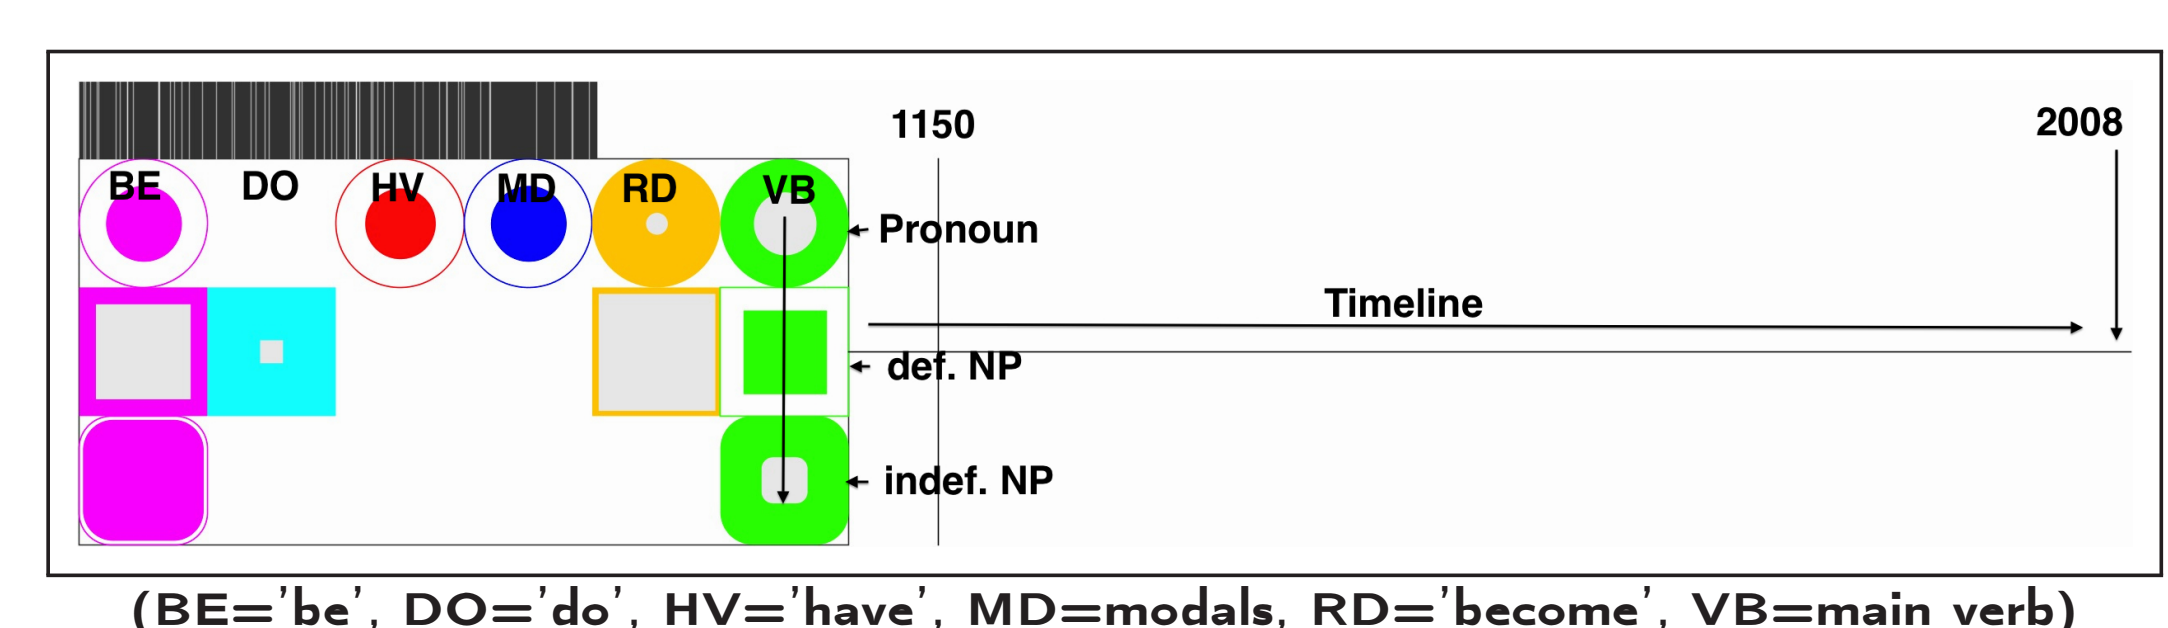 1150
2008
BE DO HV MD RD VB
Pronoun
Timeline
def. NP
indef. NP
(BE='be', DO='do', HV='have', MD=modals, RD='become', VB=main verb)